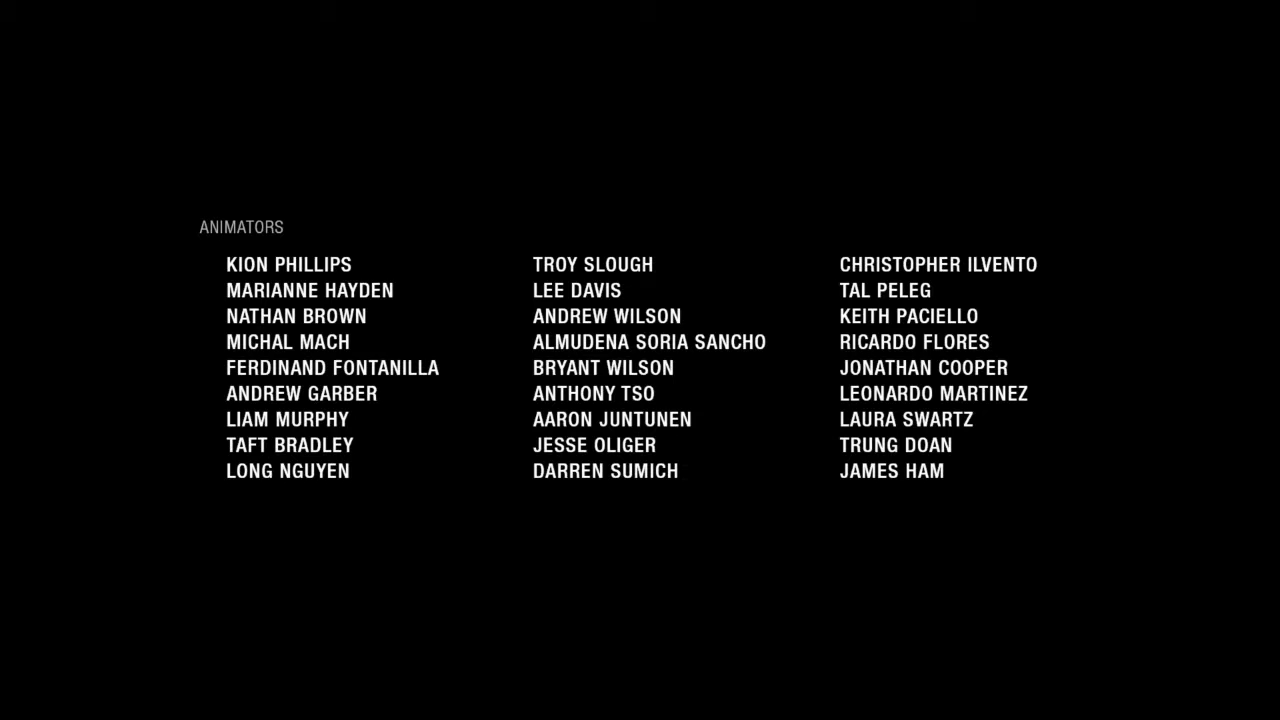 ANIMATORS
KION PHILLIPS
MARIANNE HAYDEN
NATHAN BROWN
MICHAL MACH
FERDINAND FONTANILLA
ANDREW GARBER
LIAM MURPHY
TAFT BRADLEY
LONG NGUYEN
TROY SLOUGH
LEE DAVIS
ANDREW WILSON
ALMUDENA SORIA SANCHO
BRYANT WILSON
ANTHONY TSO
AARON JUNTUNEN
JESSE OLIGER
DARREN SUMICH
CHRISTOPHER ILVENTO
TAL PELEG
KEITH PACIELLO
RICARDO FLORES
JONATHAN COOPER
LEONARDO MARTINEZ
LAURA SWARTZ
TRUNG DOAN
JAMES HAM